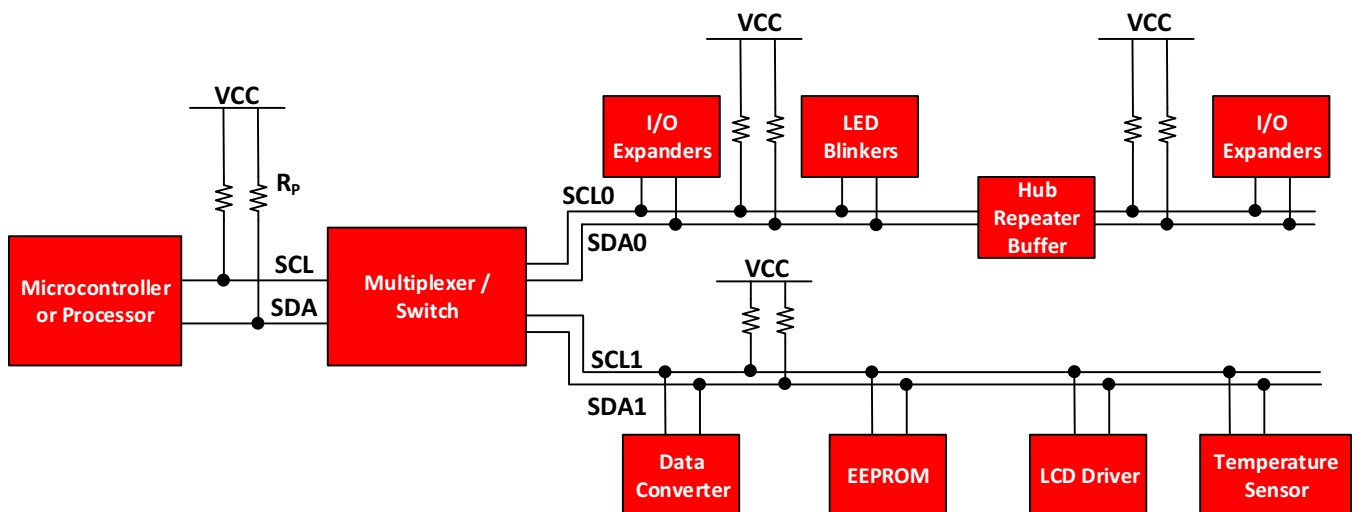 VCC
VCC
VCC
I/O
Expanders
LED
Blinkers
I/O
Expanders
R_P
SCL0
Hub
Repeater
Buffer
SDA0
SCL
Microcontroller
or Processor
Multiplexer /
Switch
VCC
SDA
SCL1
SDA1
Data
Converter
EEPROM
LCD Driver
Temperature
Sensor